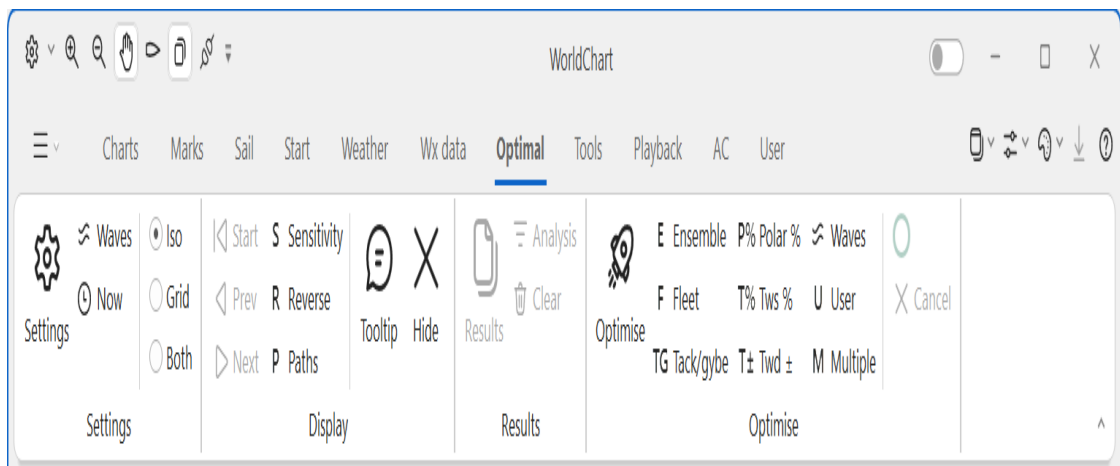 WorldChart
Charts Marks Sail Start Weather Wx data Optimal Tools Playback AC User
Waves Iso Start S Sensitivity Analysis E Ensemble P% Polar % Waves
Now Grid Prev R Reverse Clear F Fleet T% Tws % U User Cancel
Settings Tooltip Hide Results Optimise
Both Next P Paths TG Tack/gybe T± Twd ± M Multiple
Settings Display Results Optimise